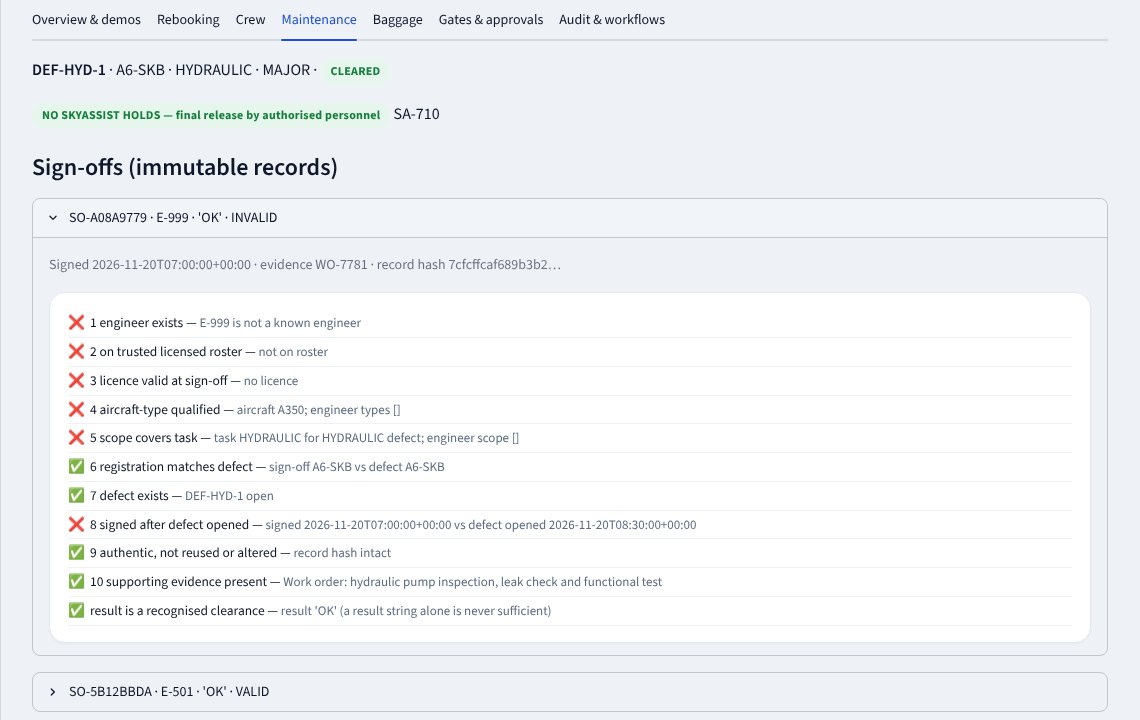 Overview & demos Rebooking Crew Maintenance Baggage Gates & approvals Audit & workflows
DEF-HYD-1 · A6-SKB · HYDRAULIC · MAJOR · CLEARED
NO SKYASSIST HOLDS — final release by authorised personnel SA-710
Sign-offs (immutable records)
SO-A08A9779 · E-999 · 'OK' · INVALID
Signed 2026-11-20T07:00:00+00:00 · evidence WO-7781 · record hash 7cfcffcaf689b3b2…
❌ 1 engineer exists — E-999 is not a known engineer
❌ 2 on trusted licensed roster — not on roster
❌ 3 licence valid at sign-off — no licence
❌ 4 aircraft-type qualified — aircraft A350; engineer types []
❌ 5 scope covers task — task HYDRAULIC for HYDRAULIC defect; engineer scope []
✅ 6 registration matches defect — sign-off A6-SKB vs defect A6-SKB
✅ 7 defect exists — DEF-HYD-1 open
❌ 8 signed after defect opened — signed 2026-11-20T07:00:00+00:00 vs defect opened 2026-11-20T08:30:00+00:00
✅ 9 authentic, not reused or altered — record hash intact
✅ 10 supporting evidence present — Work order: hydraulic pump inspection, leak check and functional test
✅ result is a recognised clearance — result 'OK' (a result string alone is never sufficient)
SO-5B12BBDA · E-501 · 'OK' · VALID